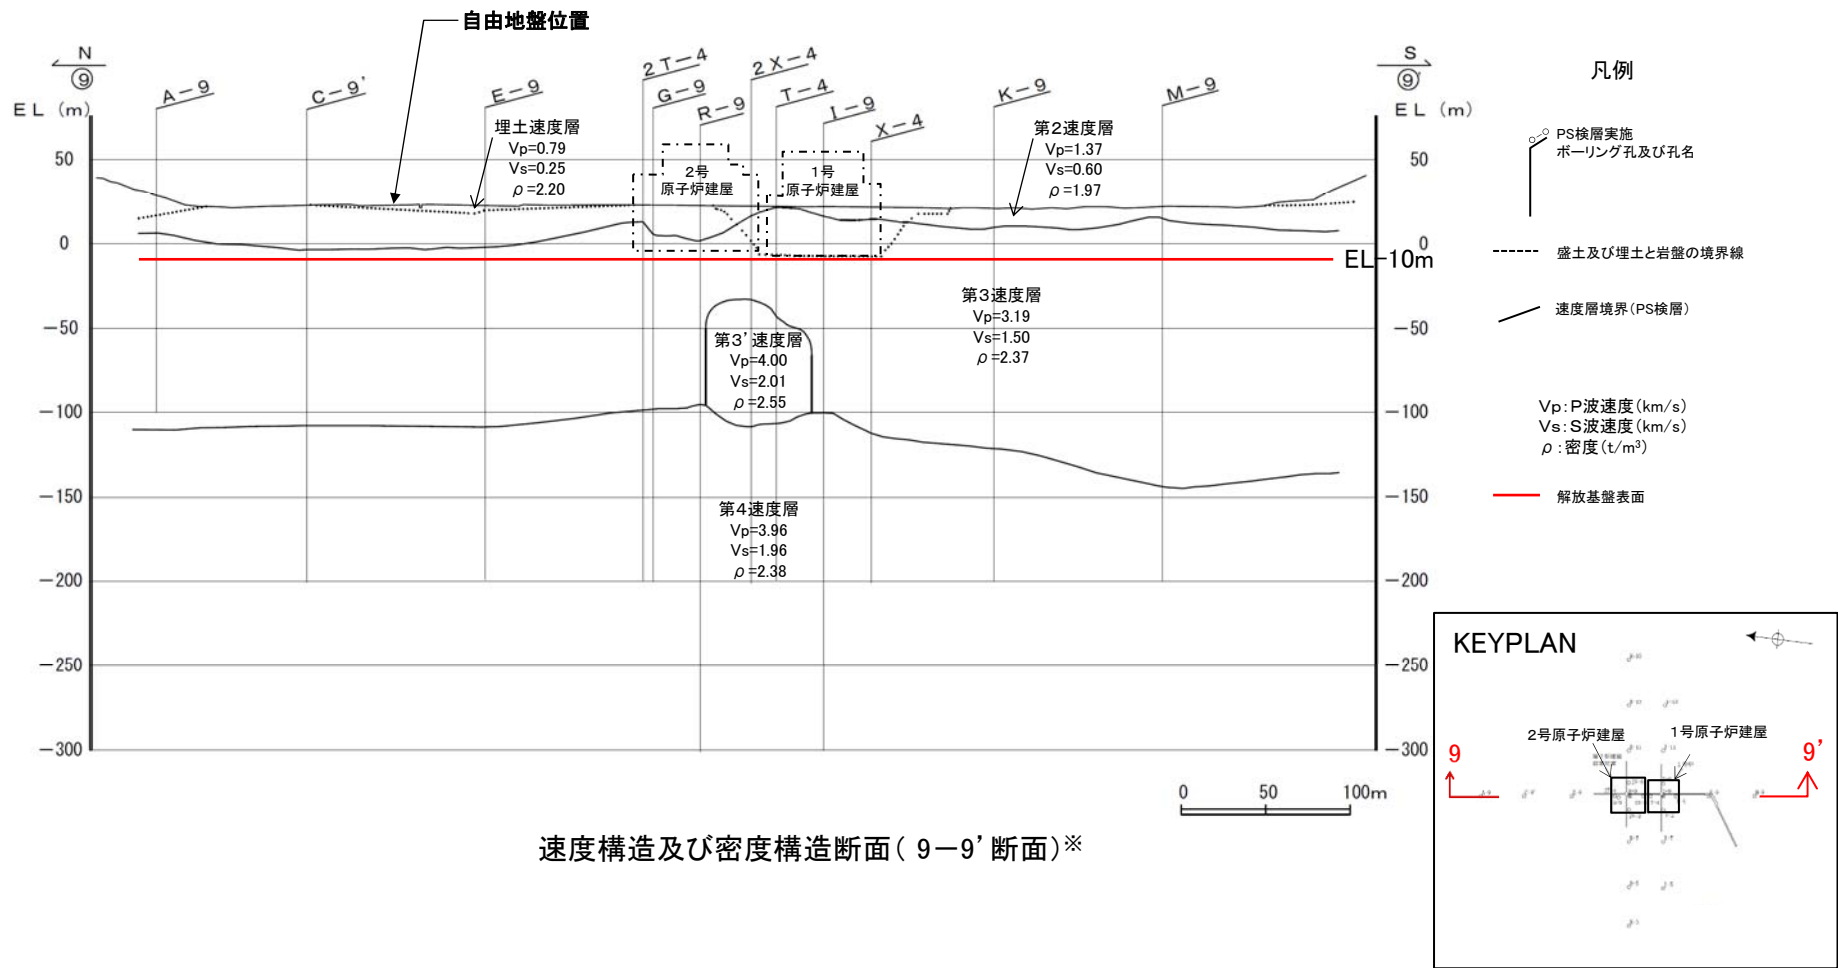 自由地盤位置
N
⑨
EL (m)
A-9
C-9'
E-9
2T-4
G-9
R-9
2X-4
T-4
I-9
X-4
K-9
M-9
S
⑨'
EL (m)
埋土速度層
Vp=0.79
Vs=0.25
ρ=2.20
2号
原子炉建屋
1号
原子炉建屋
第2速度層
Vp=1.37
Vs=0.60
ρ=1.97
50
0
-50
-100
-150
-200
-250
-300
50
0
EL-10m
-50
-100
-150
-200
-250
-300
第3速度層
Vp=3.19
Vs=1.50
ρ=2.37
第3'速度層
Vp=4.00
Vs=2.01
ρ=2.55
第4速度層
Vp=3.96
Vs=1.96
ρ=2.38
凡例
PS検層実施
ボーリング孔及び孔名
盛土及び埋土と岩盤の境界線
速度層境界(PS検層)
Vp:P波速度(km/s)
Vs:S波速度(km/s)
ρ:密度(t/m³)
解放基盤表面
0 50 100m
速度構造及び密度構造断面( 9-9'断面)※
KEYPLAN
2号原子炉建屋
1号原子炉建屋
9
9'